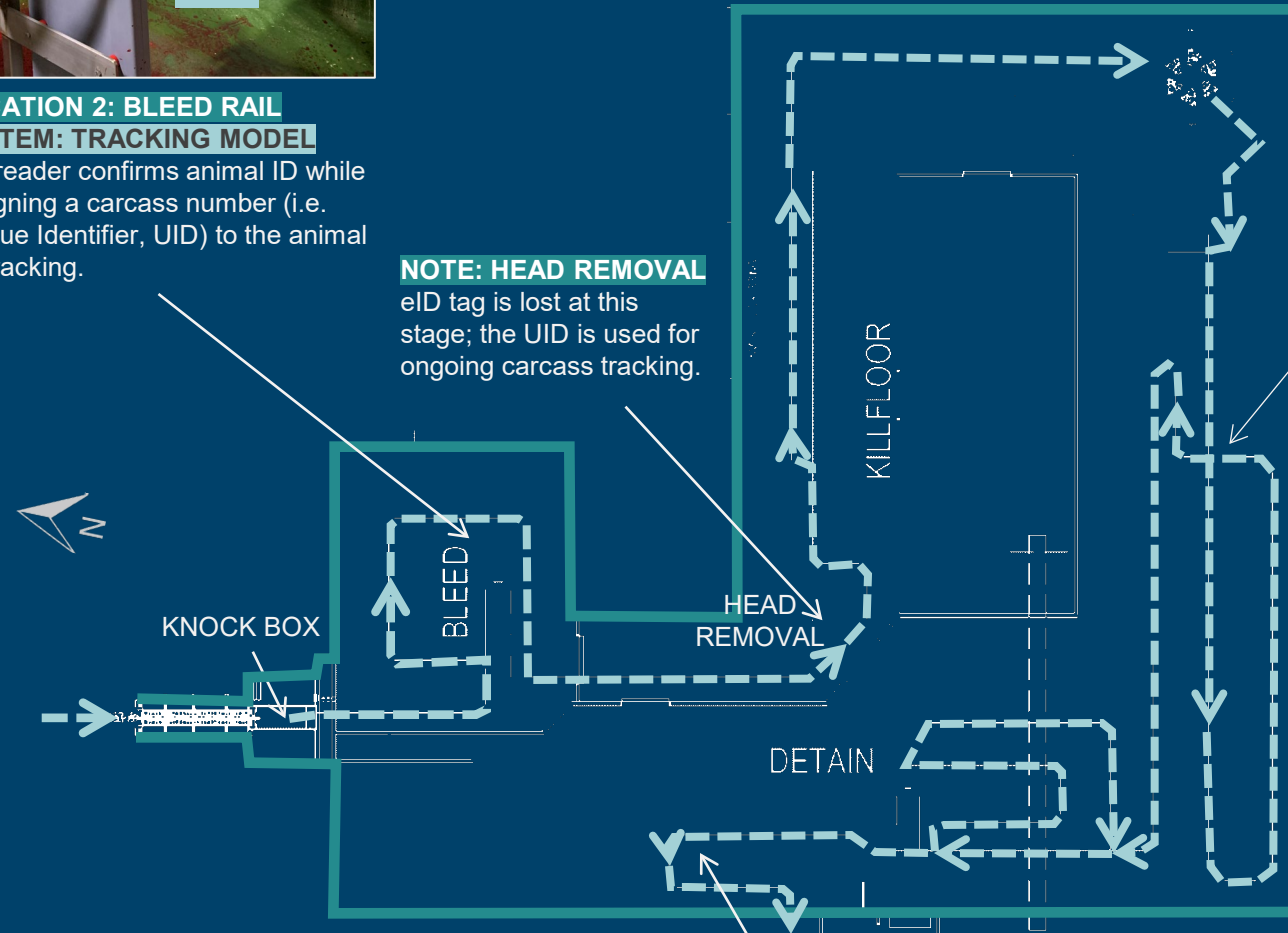 ATION 2: BLEED RAIL
TEM: TRACKING MODEL
reader confirms animal ID while
gning a carcass number (i.e.
ue Identifier, UID) to the animal
acking.
NOTE: HEAD REMOVAL
eID tag is lost at this
stage; the UID is used for
ongoing carcass tracking.
KILLFLOOR
N
BLEED
KNOCK BOX
HEAD
REMOVAL
DETAIN